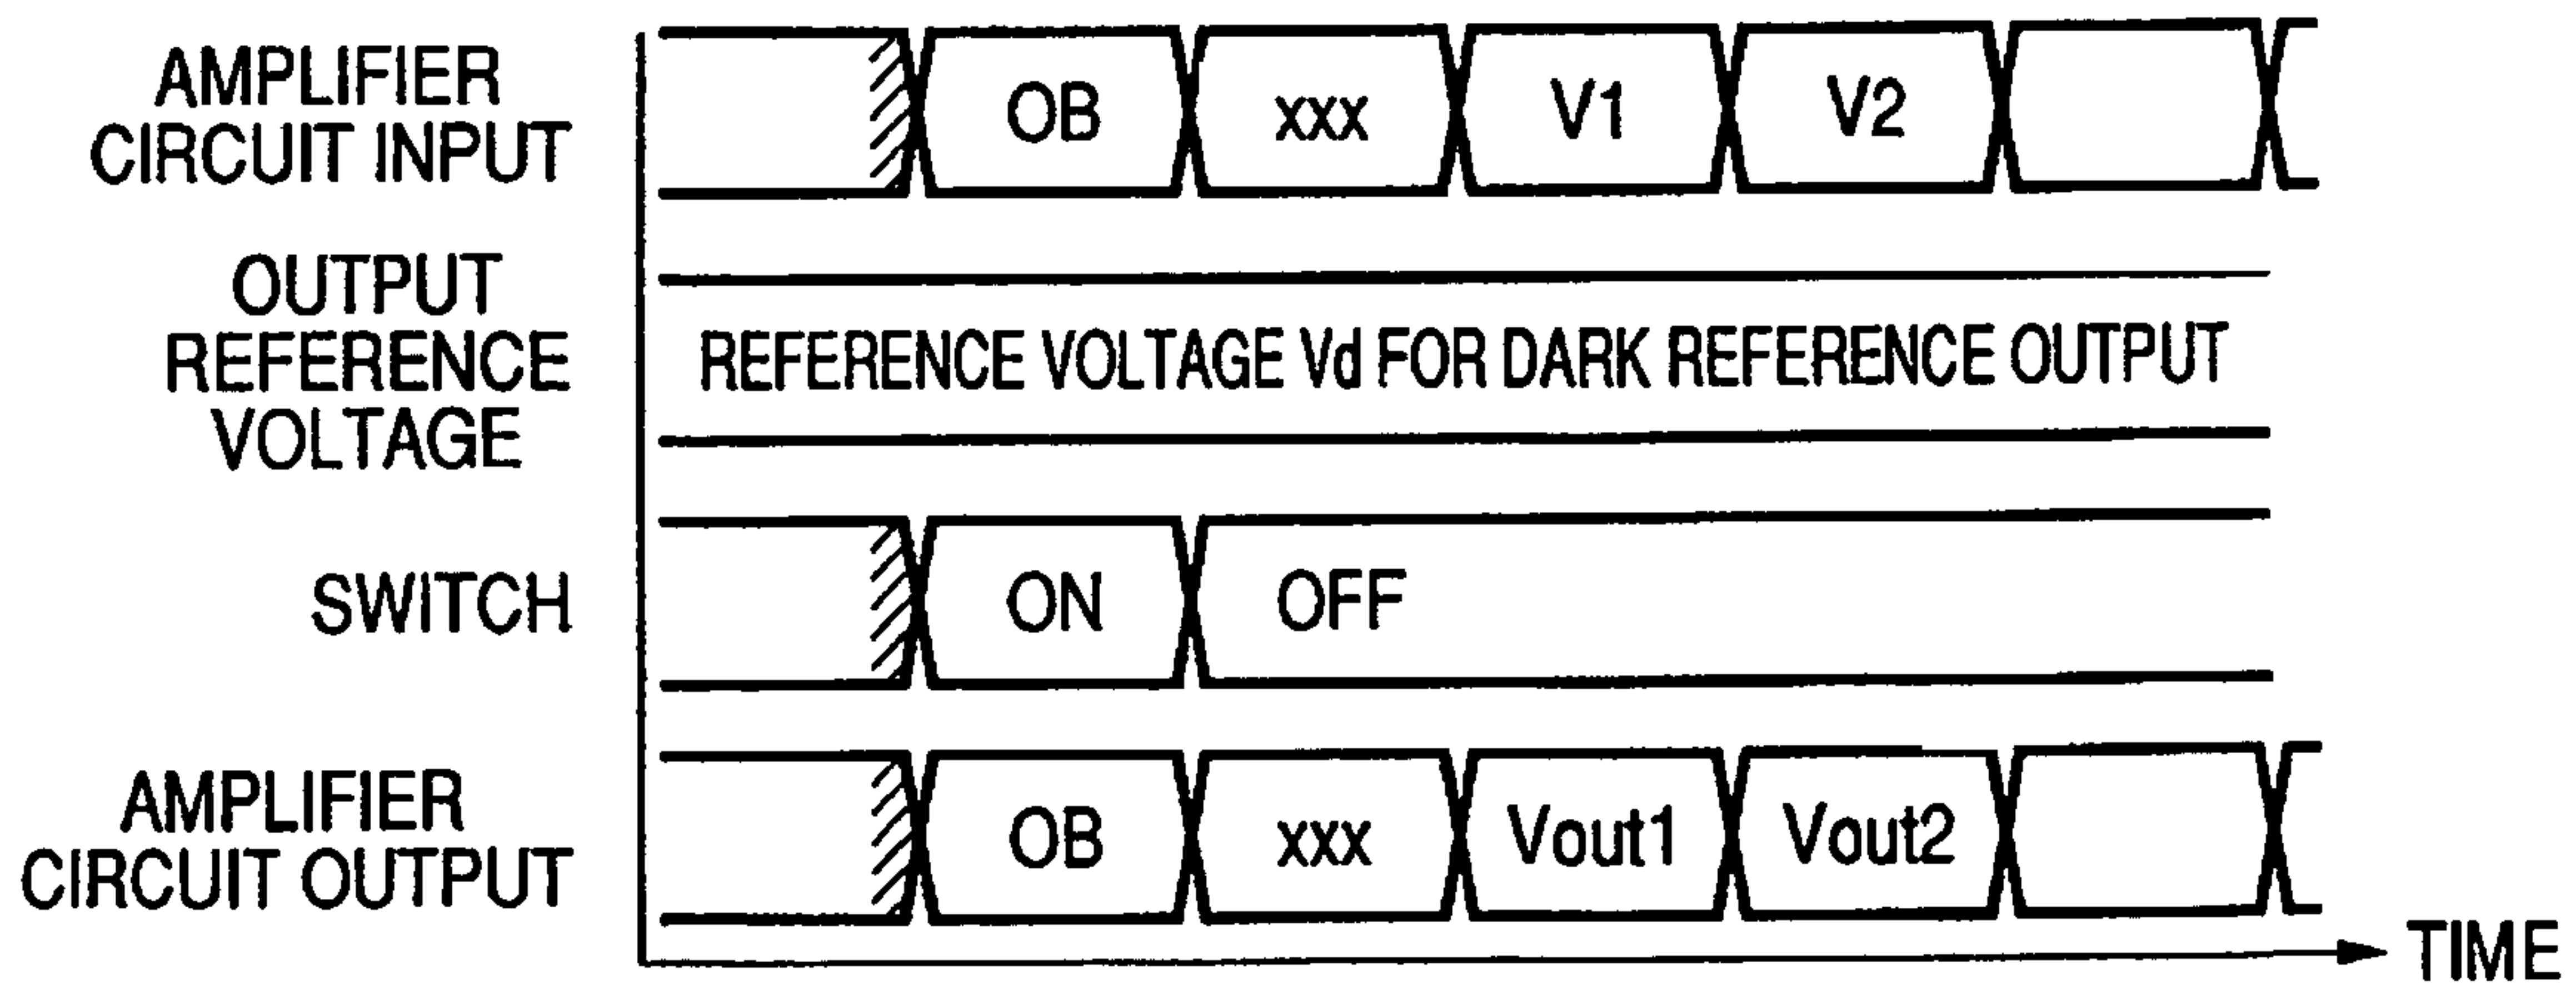 AMPLIFIER
CIRCUIT INPUT
OB
xxx
V1
V2
OUTPUT
REFERENCE
VOLTAGE
REFERENCE VOLTAGE Vd FOR DARK REFERENCE OUTPUT
SWITCH
ON
OFF
AMPLIFIER
CIRCUIT OUTPUT
OB
xxx
Vout1
Vout2
TIME